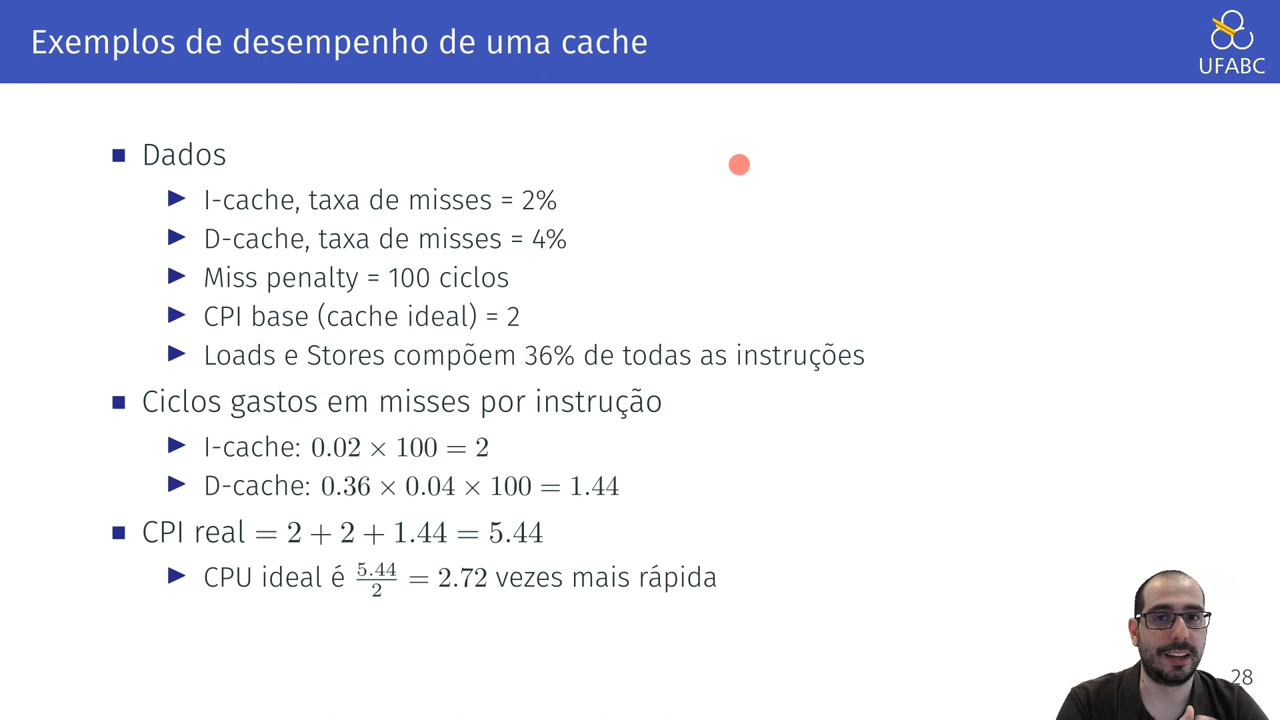 Exemplos de desempenho de uma cache
UFABC
Dados
I-cache, taxa de misses = 2%
D-cache, taxa de misses = 4%
Miss penalty = 100 ciclos
CPI base (cache ideal) = 2
Loads e Stores compõem 36% de todas as instruções
Ciclos gastos em misses por instrução
I-cache: 0.02 × 100 = 2
D-cache: 0.36 × 0.04 × 100 = 1.44
CPI real = 2 + 2 + 1.44 = 5.44
CPU ideal é 5.44/2 = 2.72 vezes mais rápida
28